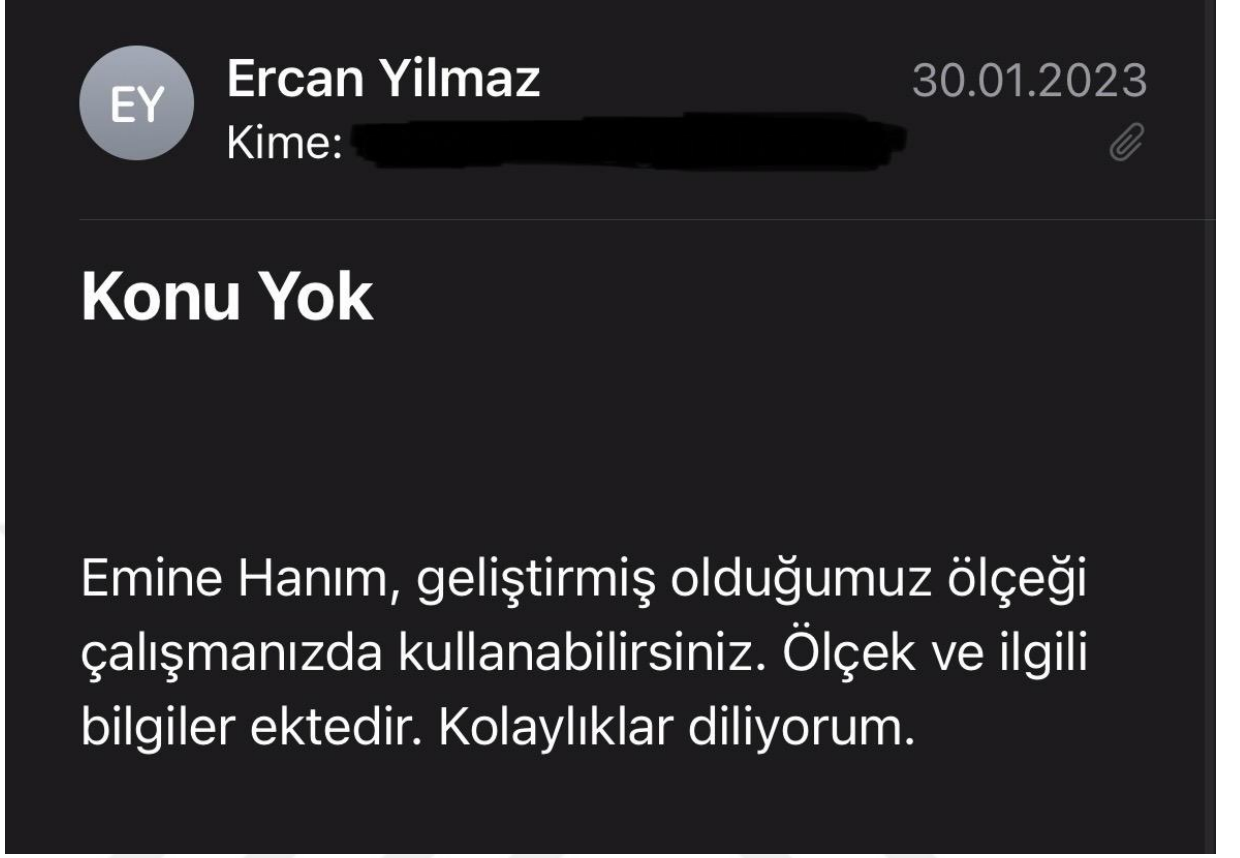 EY
Ercan Yilmaz
30.01.2023
Kime:
Konu Yok
Emine Hanım, geliştirmiş olduğumuz ölçeği
çalışmanızda kullanabilirsiniz. Ölçek ve ilgili
bilgiler ektedir. Kolaylıklar diliyorum.